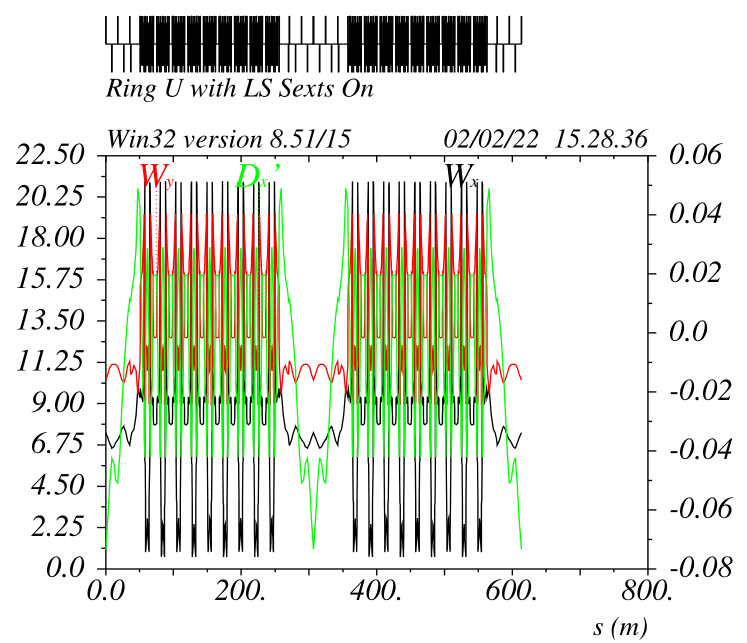 Ring U with LS Sexts On
Win32 version 8.51/15 02/02/22 15.28.36
22.50 0.06
W_y D_x' W_x
20.25 0.04
18.00
15.75 0.02
13.50 0.0
11.25 -0.02
9.00
6.75 -0.04
4.50 -0.06
2.25
0.0 -0.08
0.0 200. 400. 600. 800.
s (m)